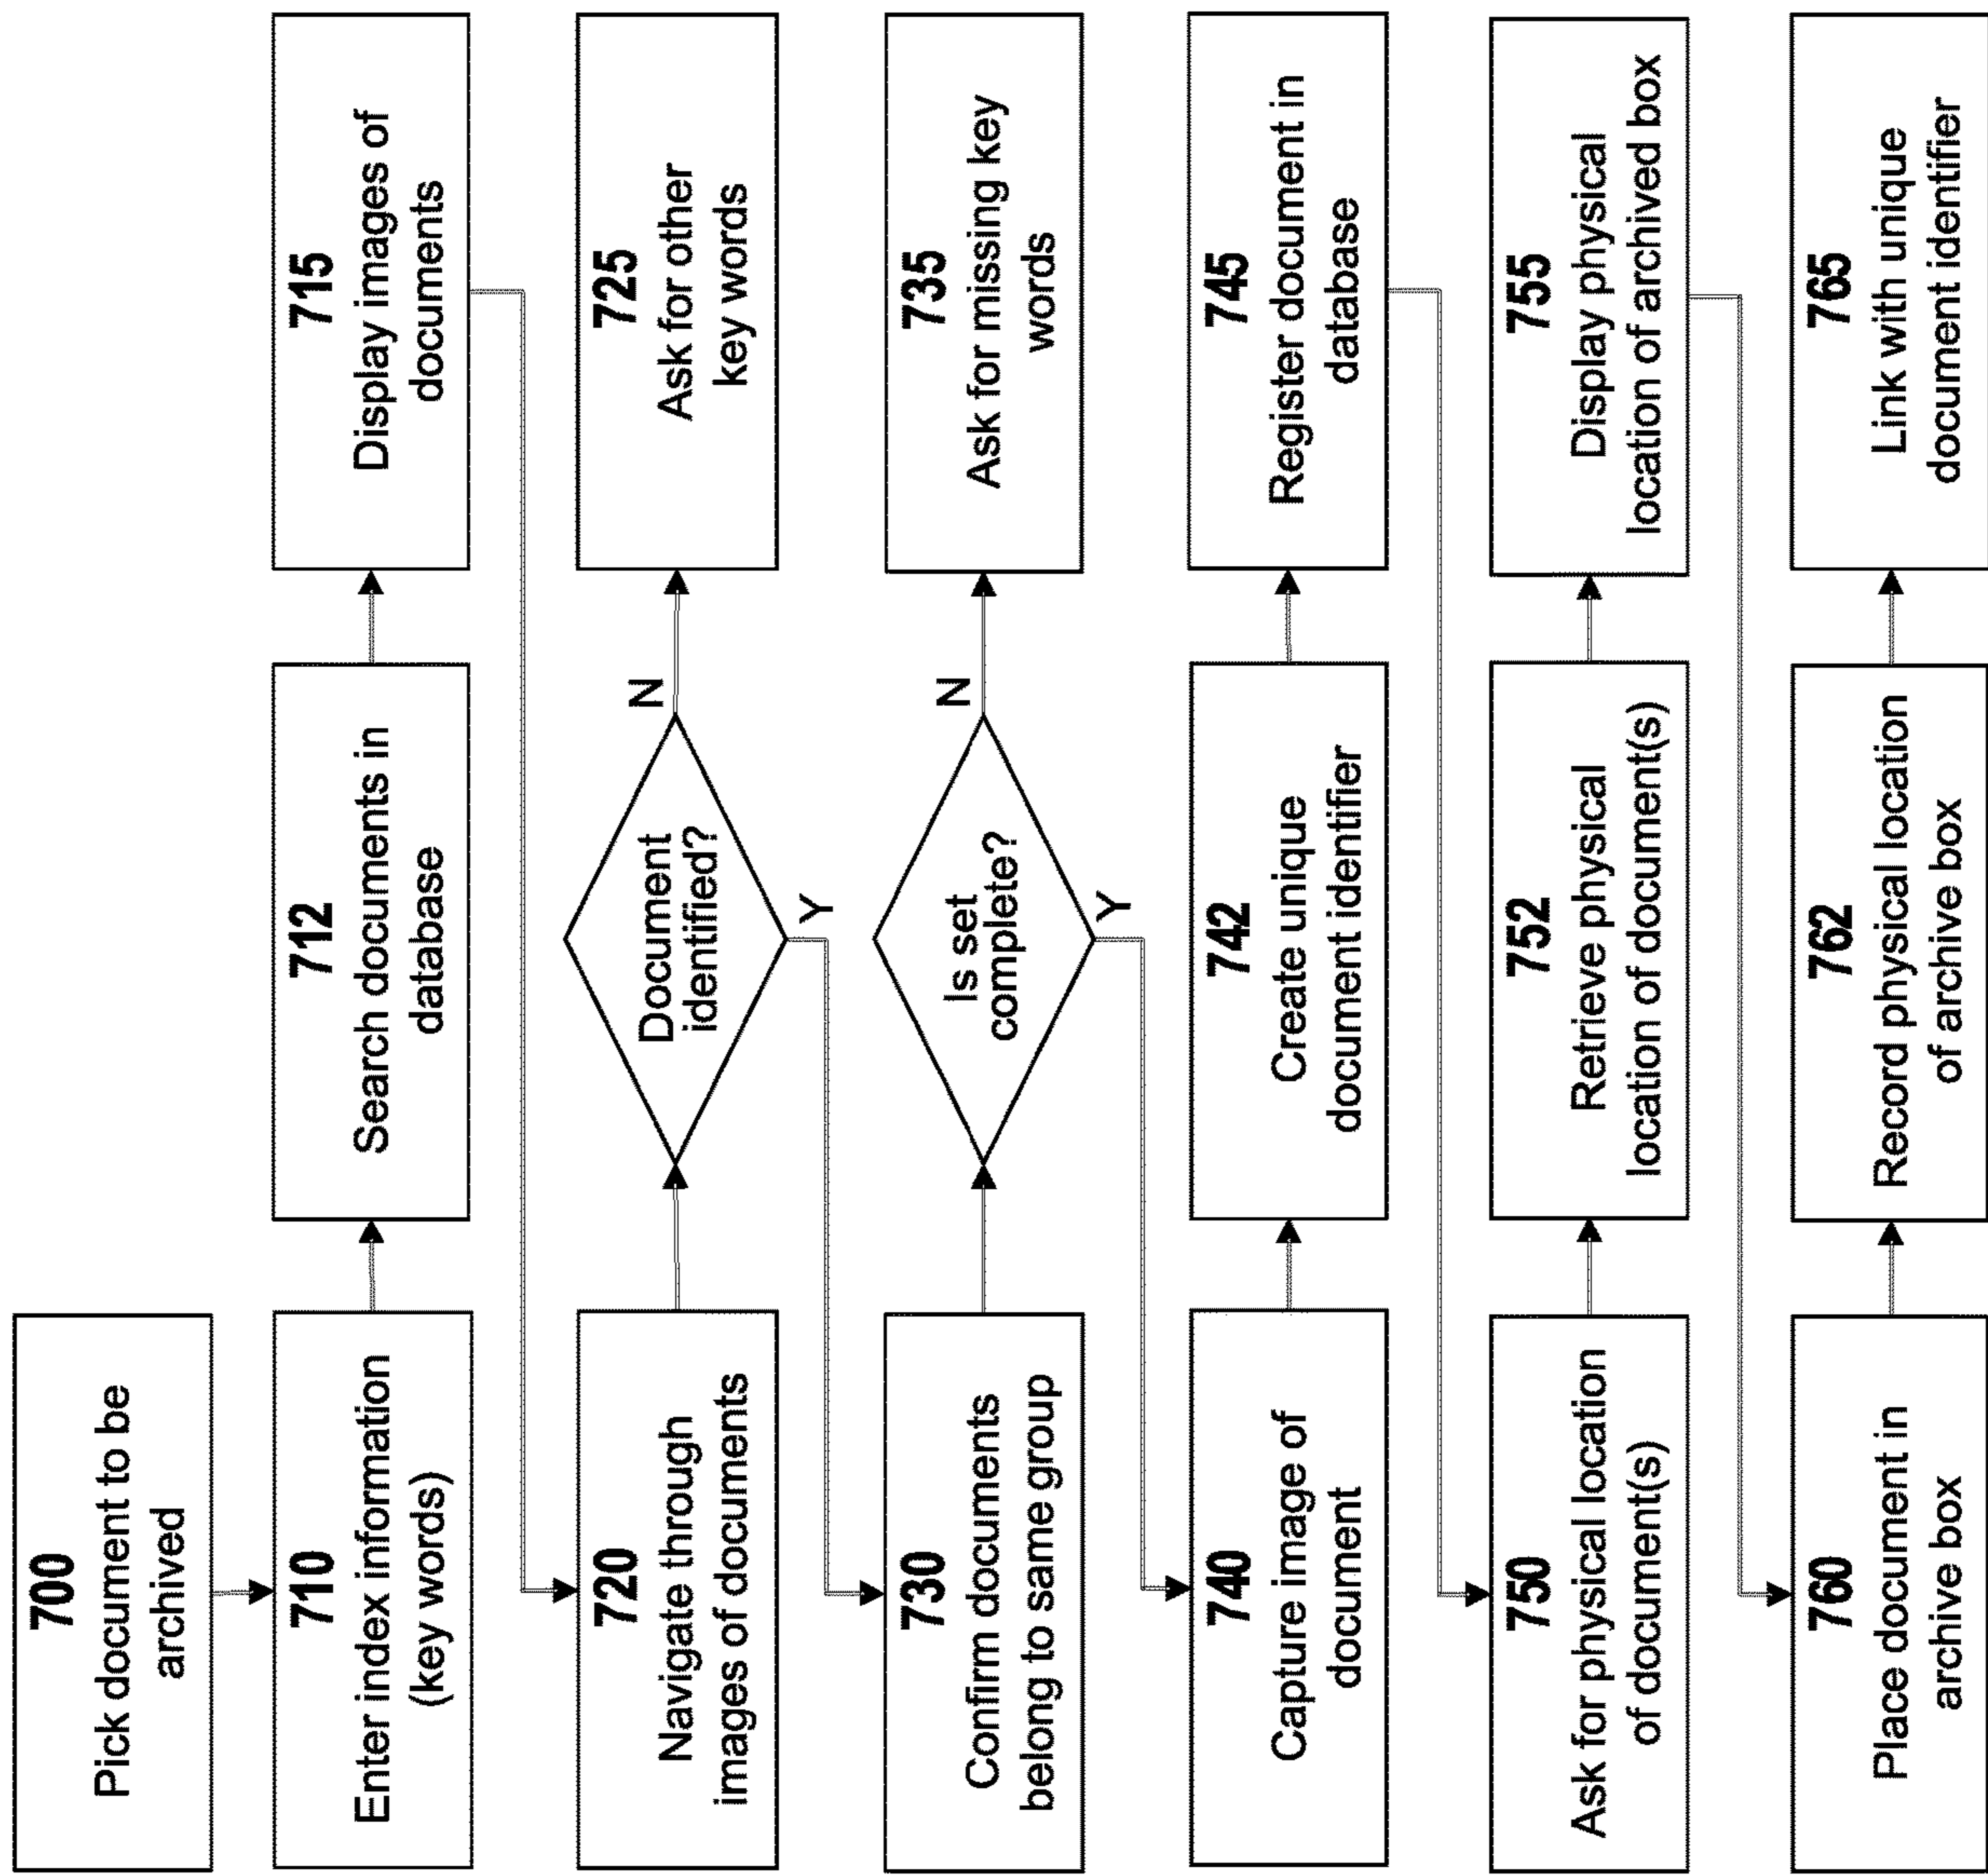 700
Pick document to be
archived
710
Enter index information
(key words)
712
Search documents in
database
715
Display images of
documents
720
Navigate through
images of documents
Document
identified?
N
Y
725
Ask for other
key words
730
Confirm documents
belong to same group
Is set
complete?
N
Y
735
Ask for missing key
words
740
Capture image of
document
742
Create unique
document identifier
745
Register document in
database
750
Ask for physical location
of document(s)
752
Retrieve physical
location of document(s)
755
Display physical
location of archived box
760
Place document in
archive box
762
Record physical location
of archive box
765
Link with unique
document identifier